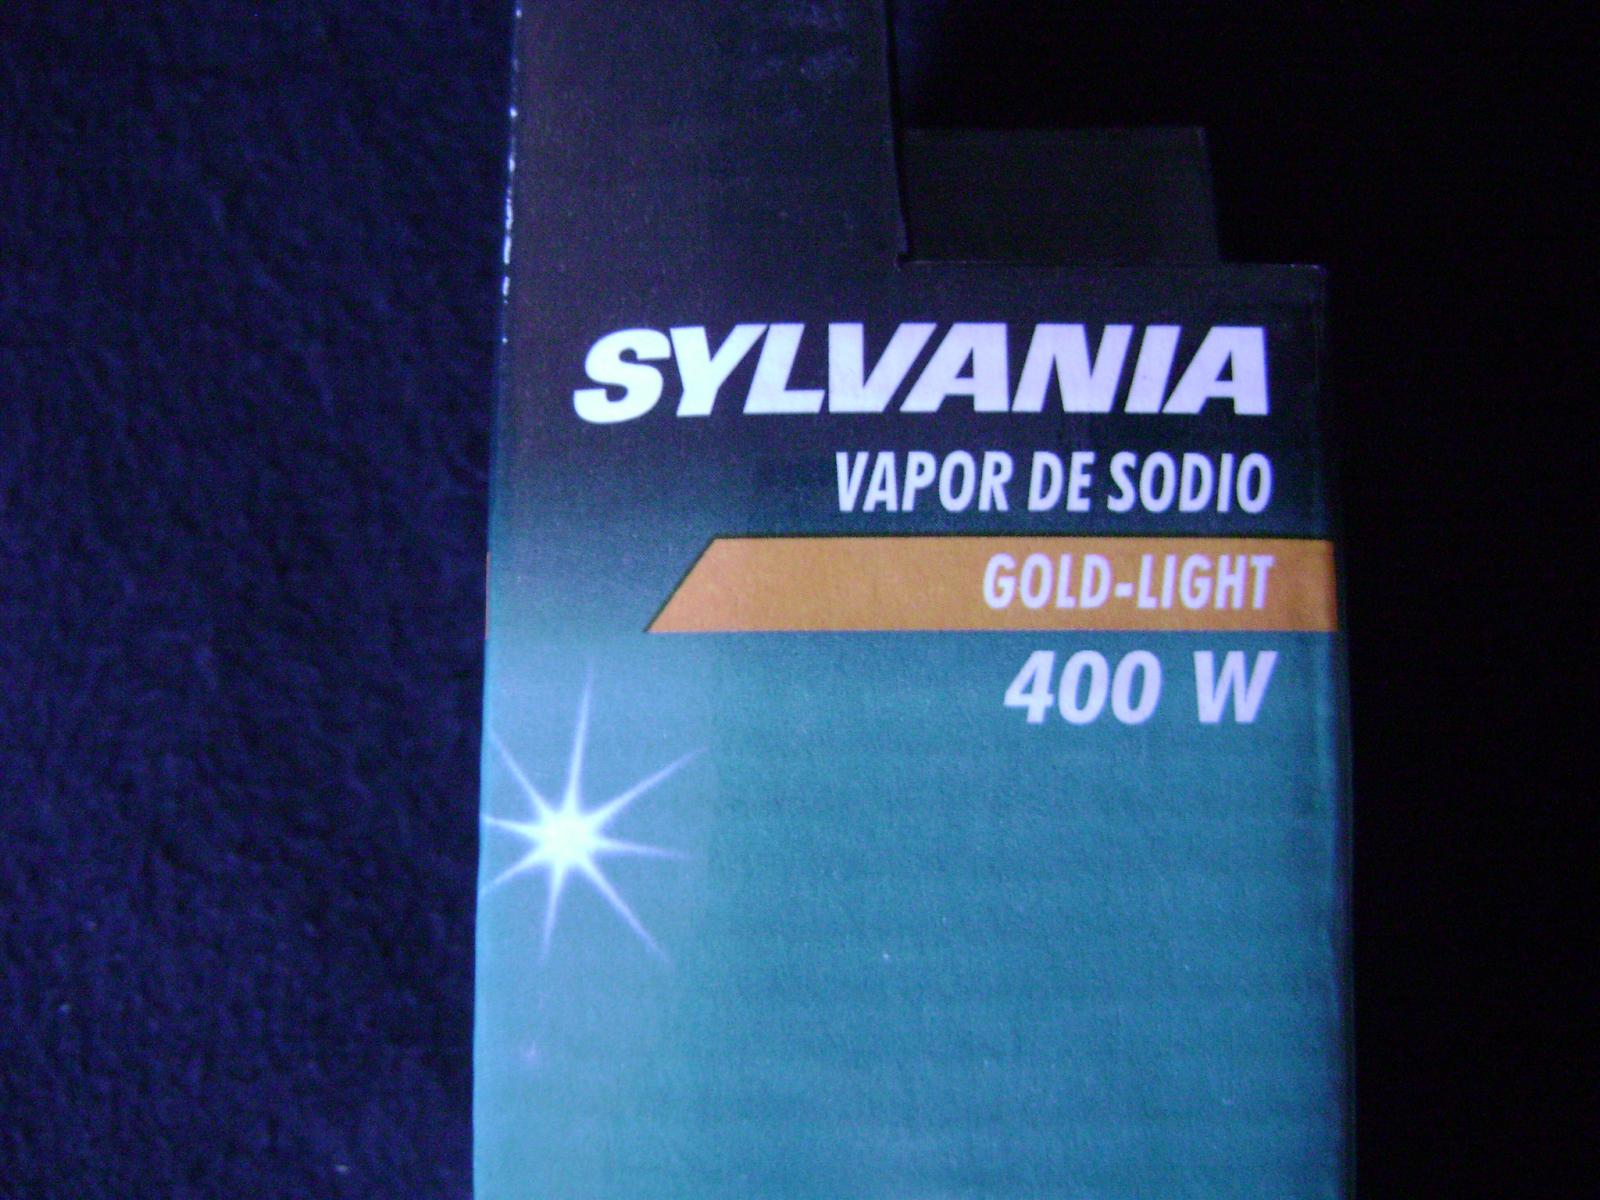 SYLVANIA
VAPOR DE SODIO
GOLD-LIGHT
400 W